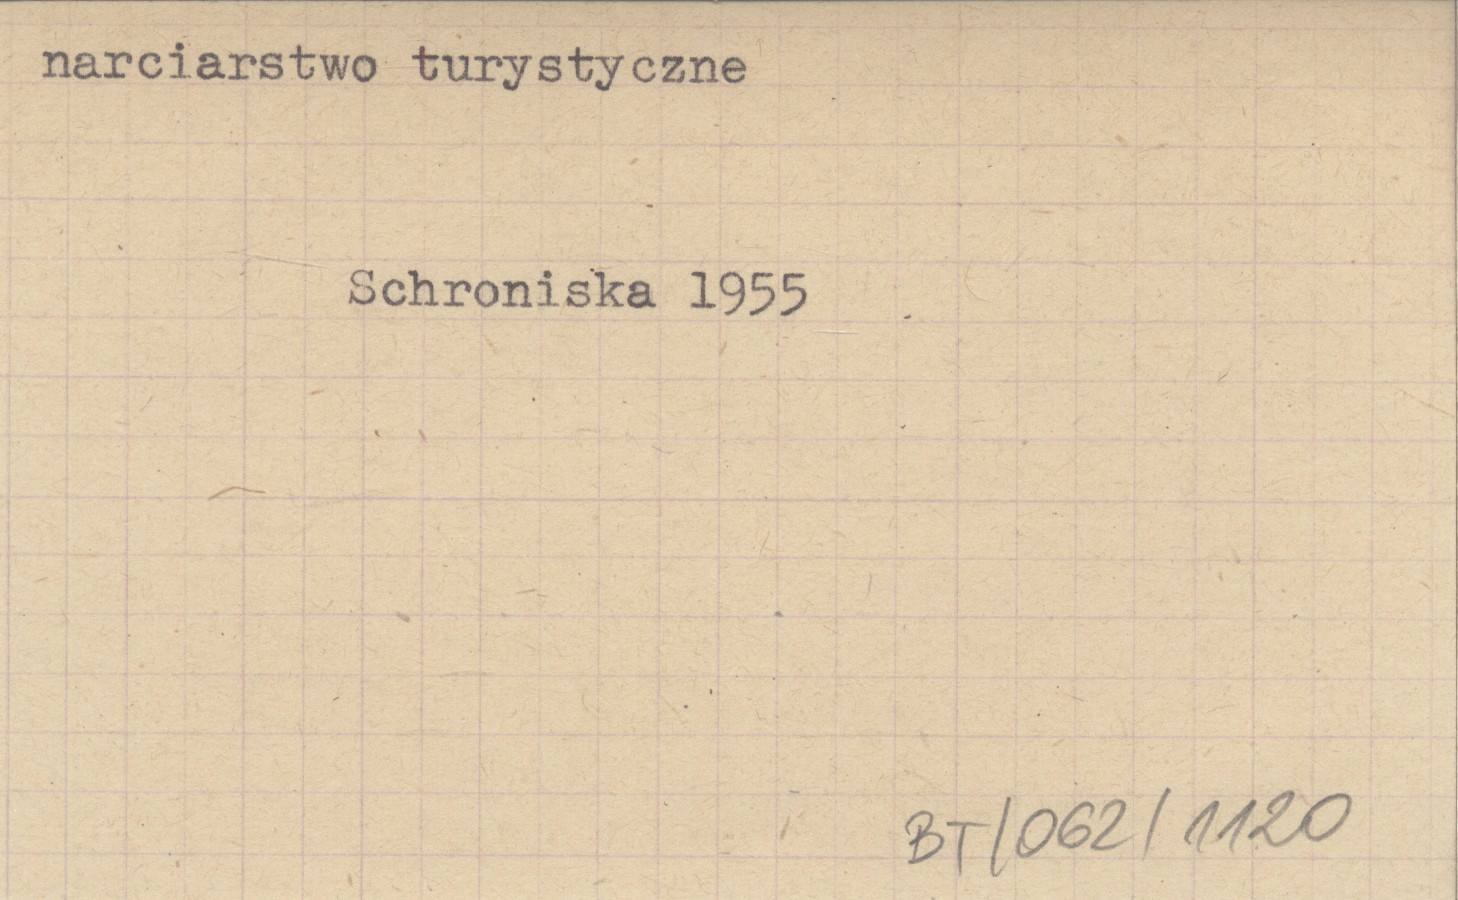 narciarstwo turystyczne
Schroniska 1955
BT/062/1120